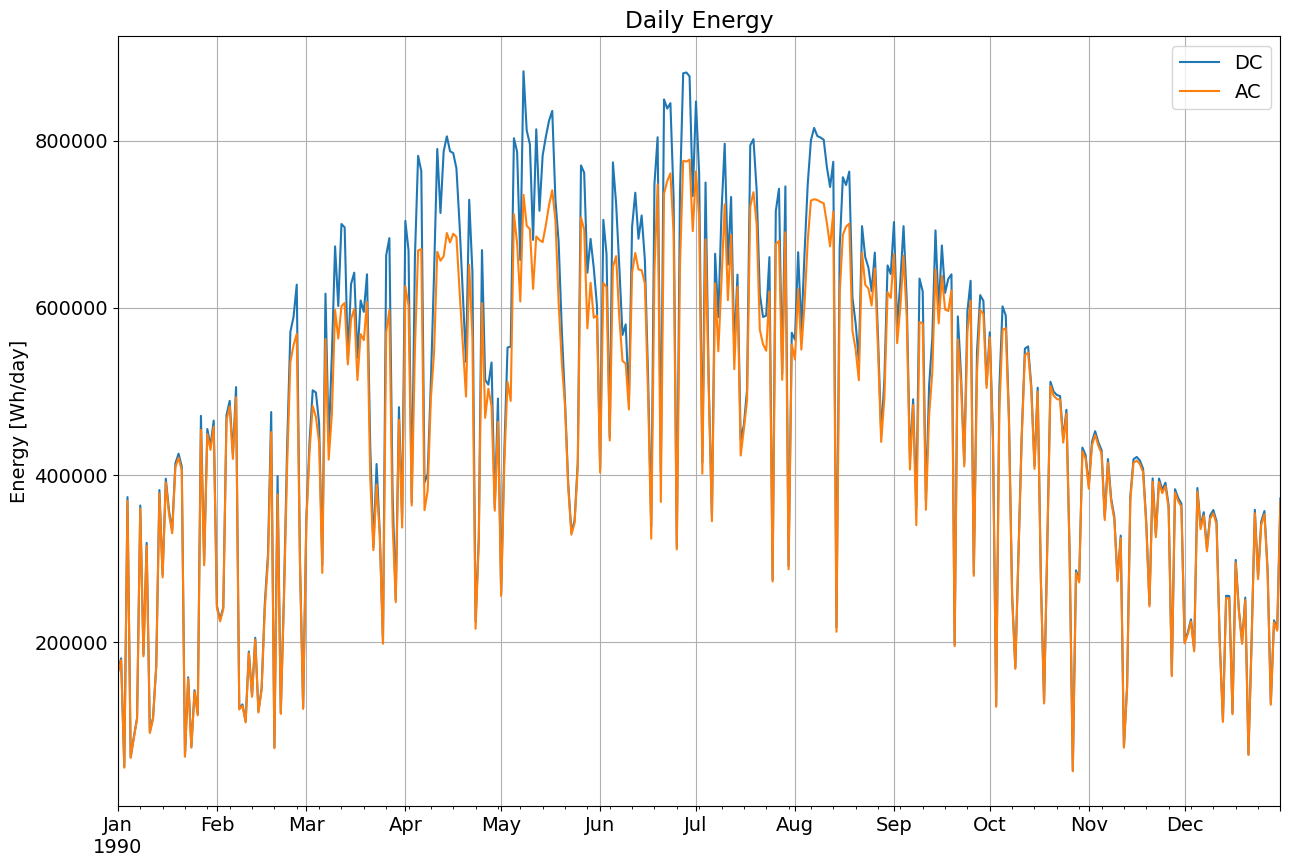 Daily Energy
DC
AC
Energy [Wh/day]
800000
600000
400000
200000
Jan Feb Mar Apr May Jun Jul Aug Sep Oct Nov Dec
1990